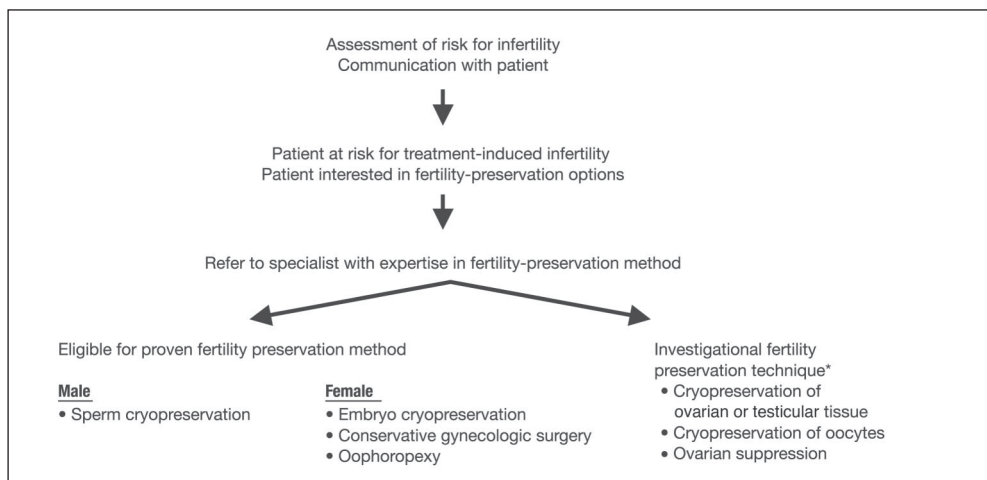 Assessment of risk for infertility
Communication with patient
Patient at risk for treatment-induced infertility
Patient interested in fertility-preservation options
Refer to specialist with expertise in fertility-preservation method
Eligible for proven fertility preservation method
Male
• Sperm cryopreservation
Female
• Embryo cryopreservation
• Conservative gynecologic surgery
• Oophoropexy
Investigational fertility
preservation technique*
• Cryopreservation of
ovarian or testicular tissue
• Cryopreservation of oocytes
• Ovarian suppression